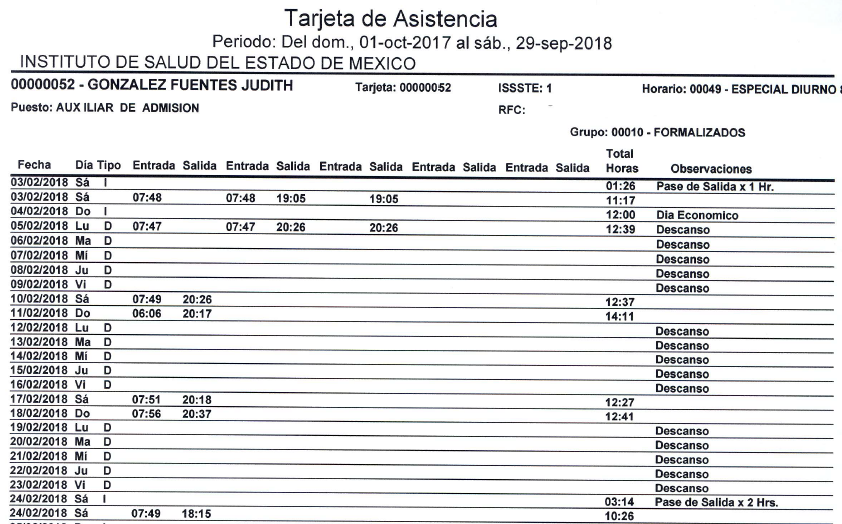 Tarjeta de Asistencia
Periodo: Del dom., 01-oct-2017 al sáb., 29-sep-2018
INSTITUTO DE SALUD DEL ESTADO DE MEXICO
00000052 - GONZALEZ FUENTES JUDITH Tarjeta: 00000052 ISSSTE: 1 Horario: 00049 - ESPECIAL DIURNO
Puesto: AUX ILIAR DE ADMISION RFC:
Grupo: 00010 - FORMALIZADOS
Fecha Día Tipo Entrada Salida Entrada Salida Entrada Salida Entrada Salida Entrada Salida Total Horas Observaciones
03/02/2018 Sá I 01:26 Pase de Salida x 1 Hr.
03/02/2018 Sá 07:48 07:48 19:05 19:05 11:17
04/02/2018 Do I 12:00 Dia Economico
05/02/2018 Lu D 07:47 07:47 20:26 20:26 12:39 Descanso
06/02/2018 Ma D Descanso
07/02/2018 Mí D Descanso
08/02/2018 Ju D Descanso
09/02/2018 Vi D Descanso
10/02/2018 Sá 07:49 20:26 12:37
11/02/2018 Do 06:06 20:17 14:11
12/02/2018 Lu D Descanso
13/02/2018 Ma D Descanso
14/02/2018 Mí D Descanso
15/02/2018 Ju D Descanso
16/02/2018 Vi D Descanso
17/02/2018 Sá 07:51 20:18 12:27
18/02/2018 Do 07:56 20:37 12:41
19/02/2018 Lu D Descanso
20/02/2018 Ma D Descanso
21/02/2018 Mí D Descanso
22/02/2018 Ju D Descanso
23/02/2018 Vi D Descanso
24/02/2018 Sá I 03:14 Pase de Salida x 2 Hrs.
24/02/2018 Sá 07:49 18:15 10:26